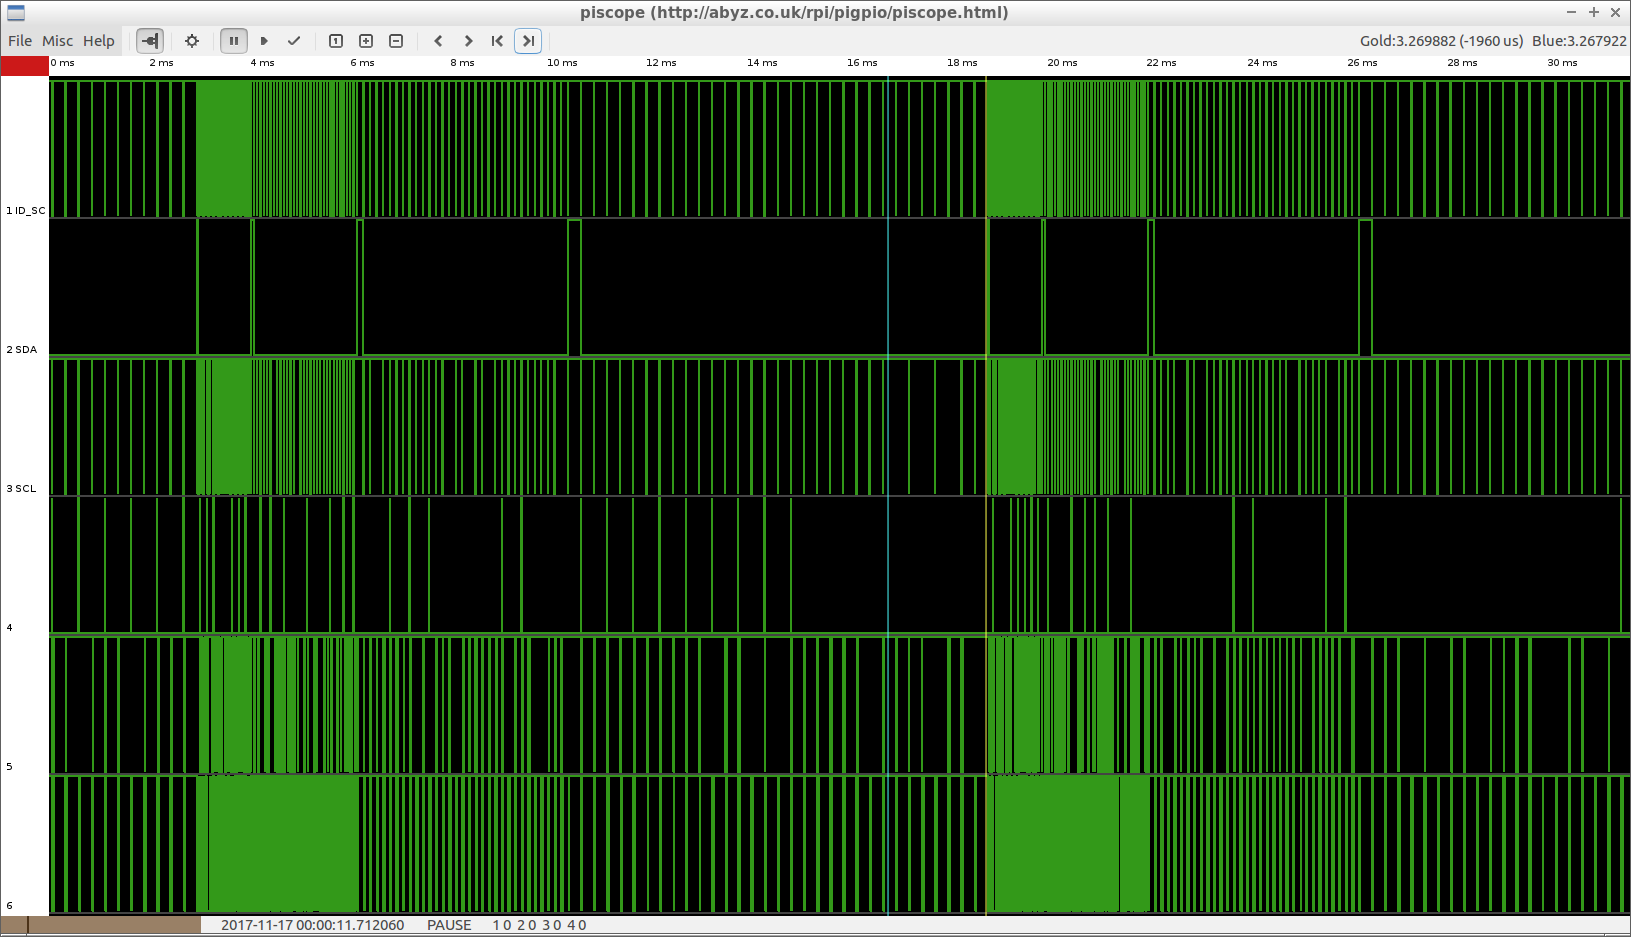 piscope (http://abyz.co.uk/rpi/pigpio/piscope.html)
File Misc Help 1 Gold:3.269882 (-1960 us) Blue:3.267922
0 ms 2 ms 4 ms 6 ms 8 ms 10 ms 12 ms 14 ms 16 ms 18 ms 20 ms 22 ms 24 ms 26 ms 28 ms 30 ms
1 ID_SC
2 SDA
3 SCL
4
5
6
2017-11-17 00:00:11.712060 PAUSE 1 0 2 0 3 0 4 0